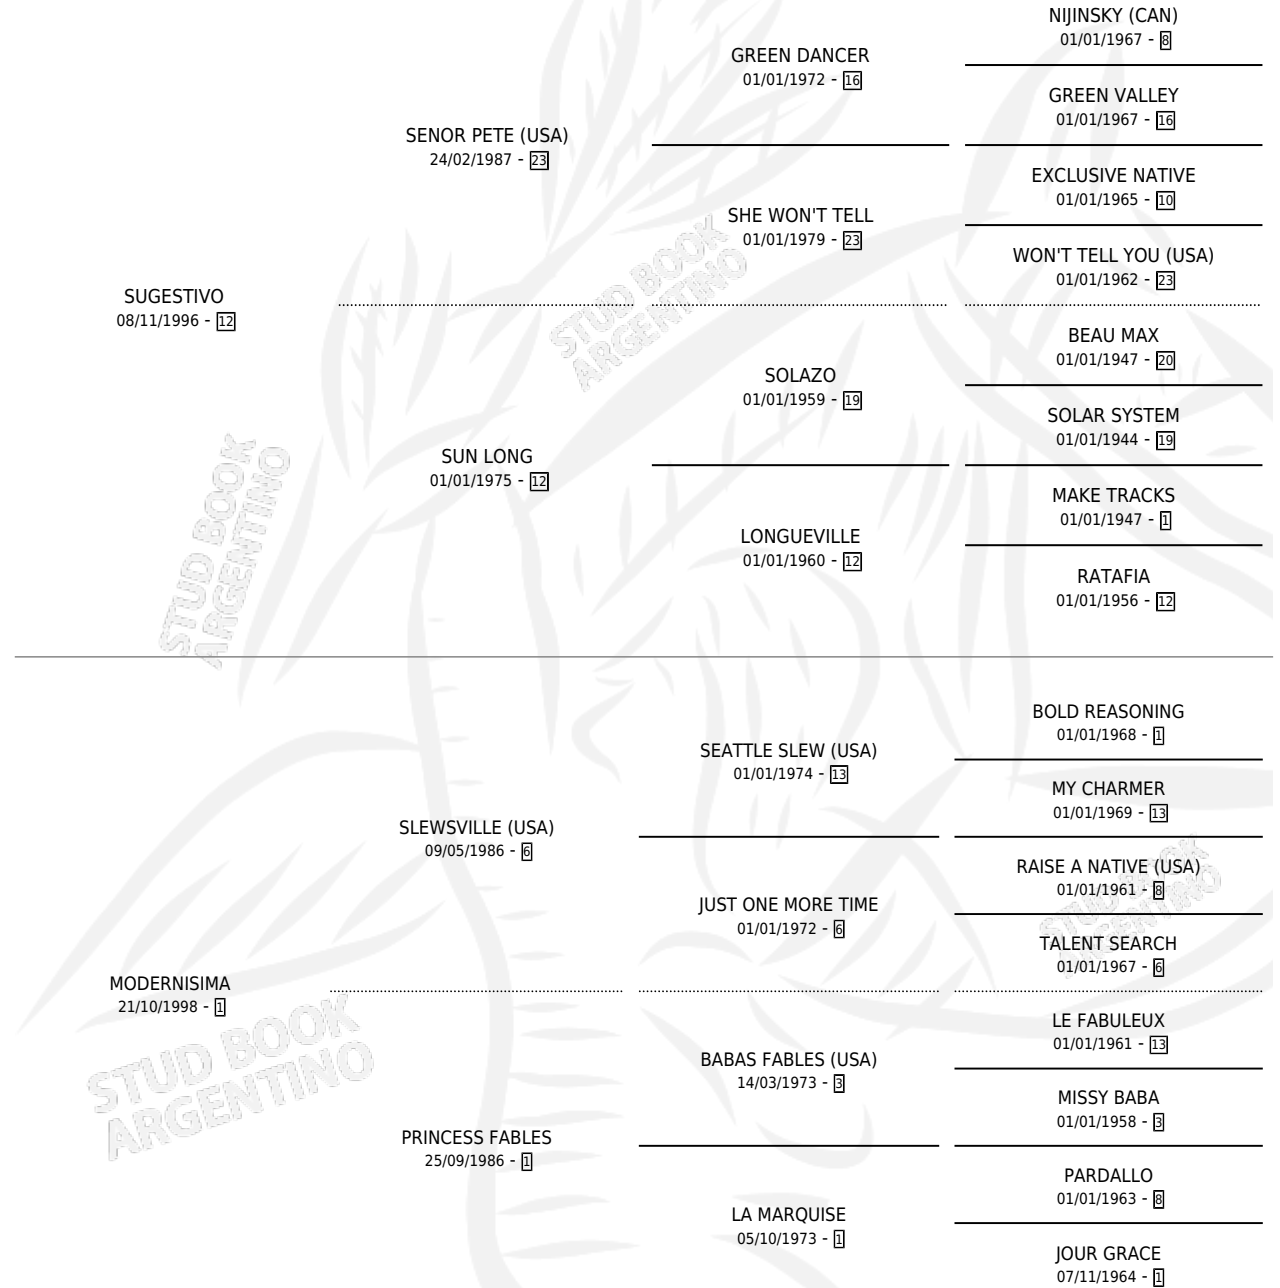 NIJINSKY (CAN)
01/01/1967 - 8
GREEN DANCER
01/01/1972 - 16
GREEN VALLEY
01/01/1967 - 16
SENOR PETE (USA)
24/02/1987 - 23
EXCLUSIVE NATIVE
01/01/1965 - 10
SHE WON'T TELL
01/01/1979 - 23
WON'T TELL YOU (USA)
01/01/1962 - 23
SUGESTIVO
08/11/1996 - 12
STUD BOOK
ARGENTINO
BEAU MAX
01/01/1947 - 20
SOLAZO
01/01/1959 - 19
SOLAR SYSTEM
01/01/1944 - 19
SUN LONG
01/01/1975 - 12
MAKE TRACKS
01/01/1947 - 1
LONGUEVILLE
01/01/1960 - 12
RATAFIA
01/01/1956 - 12
STUD BOOK
ARGENTINO
BOLD REASONING
01/01/1968 - 1
SEATTLE SLEW (USA)
01/01/1974 - 13
MY CHARMER
01/01/1969 - 13
SLEWSVILLE (USA)
09/05/1986 - 6
RAISE A NATIVE (USA)
01/01/1961 - 8
JUST ONE MORE TIME
01/01/1972 - 6
TALENT SEARCH
01/01/1967 - 6
STUD BOOK
ARGENTINO
MODERNISIMA
21/10/1998 - 1
LE FABULEUX
01/01/1961 - 13
BABAS FABLES (USA)
14/03/1973 - 3
MISSY BABA
01/01/1958 - 3
STUD BOOK
ARGENTINO
PRINCESS FABLES
25/09/1986 - 1
PARDALLO
01/01/1963 - 8
LA MARQUISE
05/10/1973 - 1
JOUR GRACE
07/11/1964 - 1